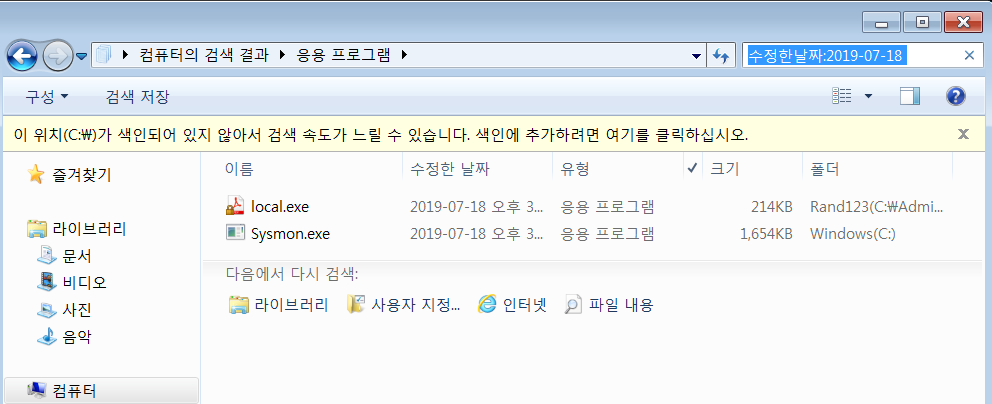 컴퓨터의 검색 결과 응용 프로그램
수정한날짜:2019-07-18
구성 검색 저장
이 위치(C:₩)가 색인되어 있지 않아서 검색 속도가 느릴 수 있습니다. 색인에 추가하려면 여기를 클릭하십시오.
즐겨찾기
라이브러리
문서
비디오
사진
음악
컴퓨터
이름 수정한 날짜 유형 크기 폴더
local.exe 2019-07-18 오후 3... 응용 프로그램 214KB Rand123(C:₩Admi...
Sysmon.exe 2019-07-18 오후 3... 응용 프로그램 1,654KB Windows(C:)
다음에서 다시 검색:
라이브러리 사용자 지정... 인터넷 파일 내용